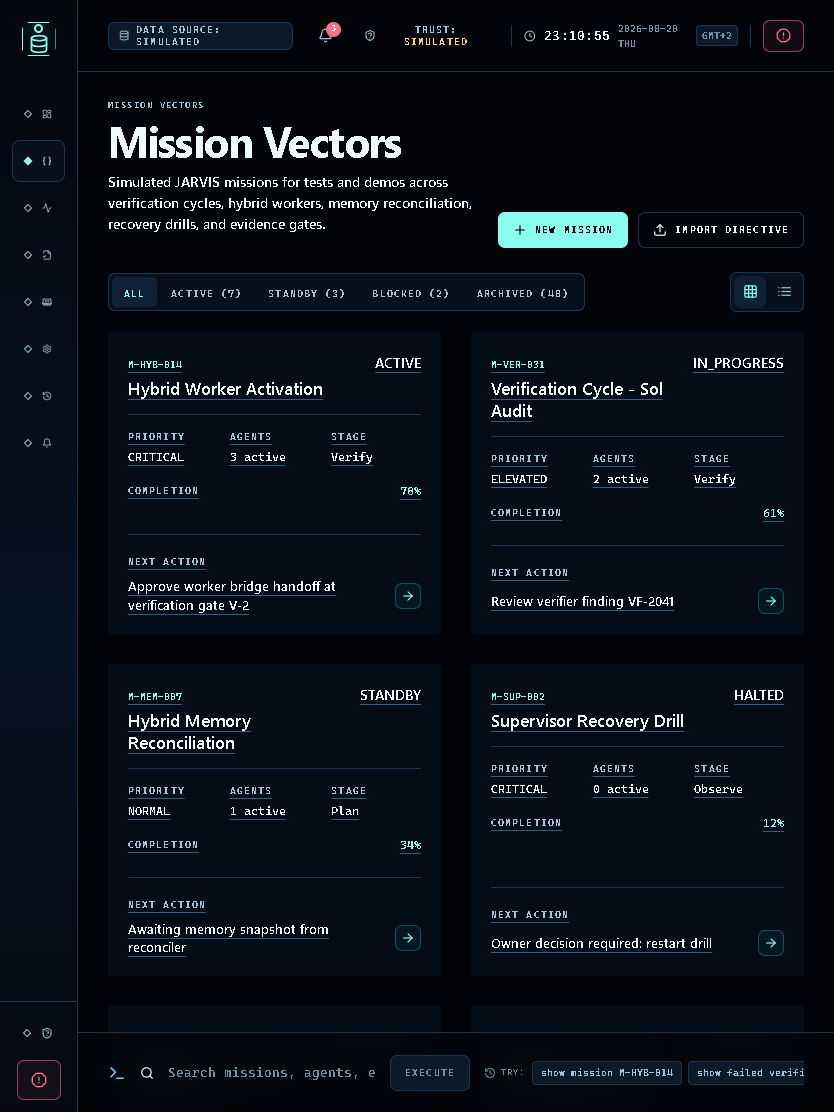 DATA SOURCE:
SIMULATED
3
TRUST:
SIMULATED
23:10:55
2026-08-20
THU
GMT+2
MISSION VECTORS
Mission Vectors
Simulated JARVIS missions for tests and demos across
verification cycles, hybrid workers, memory reconciliation,
recovery drills, and evidence gates.
NEW MISSION
IMPORT DIRECTIVE
ALL
ACTIVE (7)
STANDBY (3)
BLOCKED (2)
ARCHIVED (48)
M-HYB-014
ACTIVE
Hybrid Worker Activation
PRIORITY AGENTS STAGE
CRITICAL 3 active Verify
COMPLETION 78%
NEXT ACTION
Approve worker bridge handoff at
verification gate V-2
M-VER-031
IN_PROGRESS
Verification Cycle - Sol
Audit
PRIORITY AGENTS STAGE
ELEVATED 2 active Verify
COMPLETION 61%
NEXT ACTION
Review verifier finding VF-2041
M-MEM-007
STANDBY
Hybrid Memory
Reconciliation
PRIORITY AGENTS STAGE
NORMAL 1 active Plan
COMPLETION 34%
NEXT ACTION
Awaiting memory snapshot from
reconciler
M-SUP-002
HALTED
Supervisor Recovery Drill
PRIORITY AGENTS STAGE
CRITICAL 0 active Observe
COMPLETION 12%
NEXT ACTION
Owner decision required: restart drill
Search missions, agents, e
EXECUTE
TRY:
show mission M-HYB-014
show failed verifi